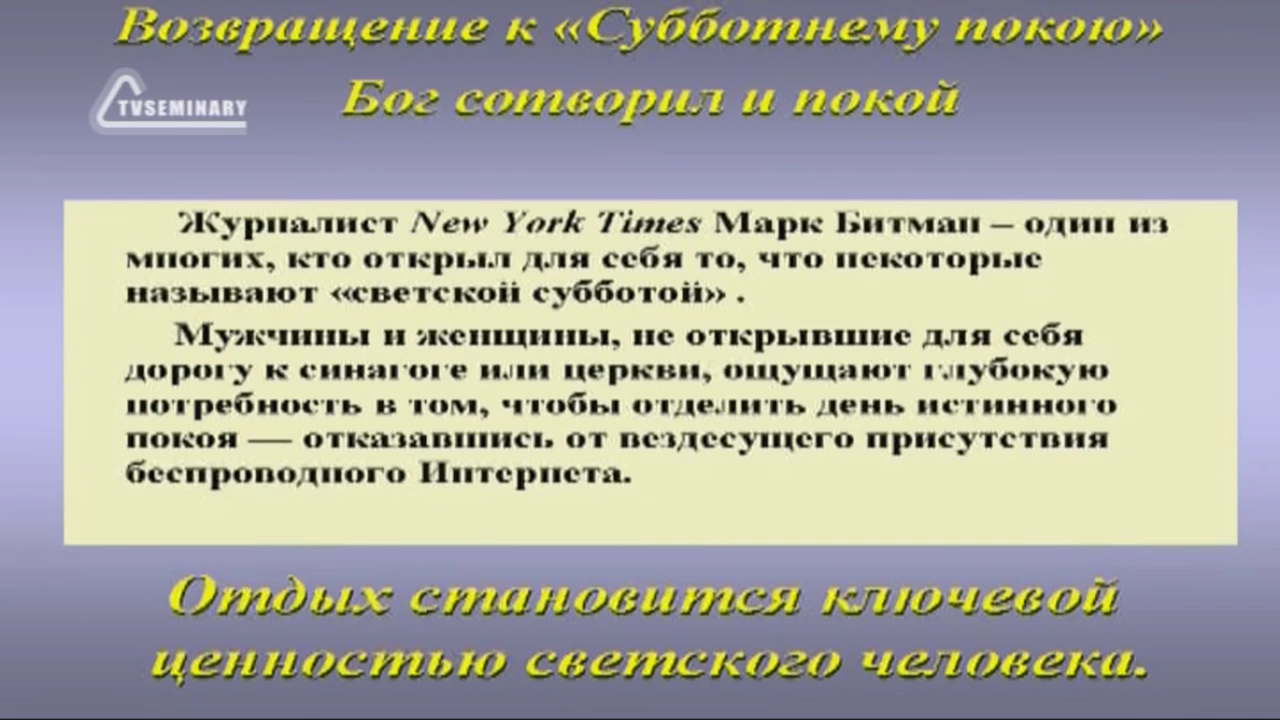 Возвращение к «Субботнему покою»
Бог сотворил и покой
TVSEMINARY
Журналист New York Times Марк Битман – один из
многих, кто открыл для себя то, что некоторые
называют «светской субботой» .
Мужчины и женщины, не открывшие для себя
дорогу к синагоге или церкви, ощущают глубокую
потребность в том, чтобы отделить день истинного
покоя — отказавшись от вездесущего присутствия
беспроводного Интернета.
Отдых становится ключевой
ценностью светского человека.